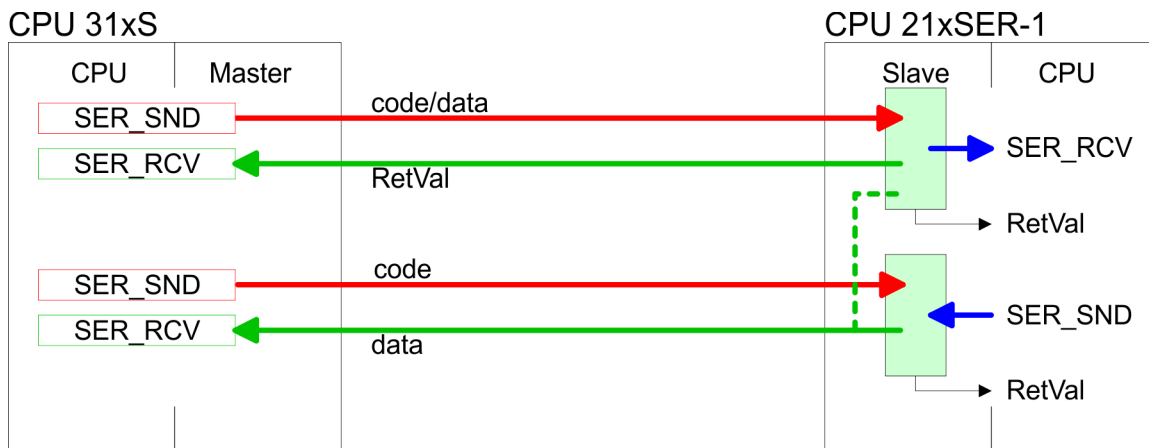 CPU 31xS
CPU 21xSER-1
CPU
Master
Slave
CPU
SER_SND
code/data
SER_RCV
SER_RCV
RetVal
RetVal
SER_SND
code
SER_SND
SER_RCV
data
RetVal